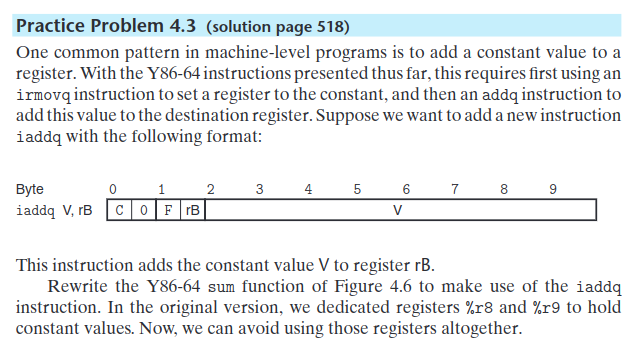 Practice Problem 4.3 (solution page 518)
One common pattern in machine-level programs is to add a constant value to a
register. With the Y86-64 instructions presented thus far, this requires first using an
irmovq instruction to set a register to the constant, and then an addq instruction to
add this value to the destination register. Suppose we want to add a new instruction
iaddq with the following format:
Byte 0 1 2 3 4 5 6 7 8 9
iaddq V, rB C 0 F rB V
This instruction adds the constant value V to register rB.
Rewrite the Y86-64 sum function of Figure 4.6 to make use of the iaddq
instruction. In the original version, we dedicated registers %r8 and %r9 to hold
constant values. Now, we can avoid using those registers altogether.